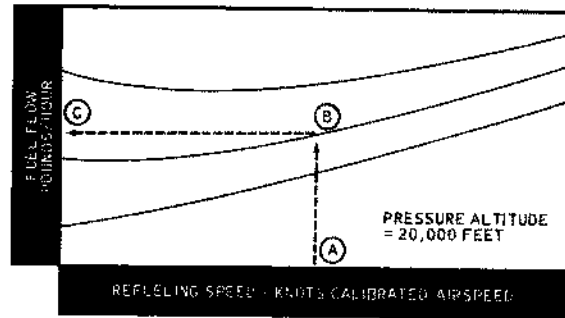 FUEL FLOW
POUNDS/HOUR
C
B
A
PRESSURE ALTITUDE
= 20,000 FEET
REFUELING SPEED - KNOTS CALIBRATED AIRSPEED